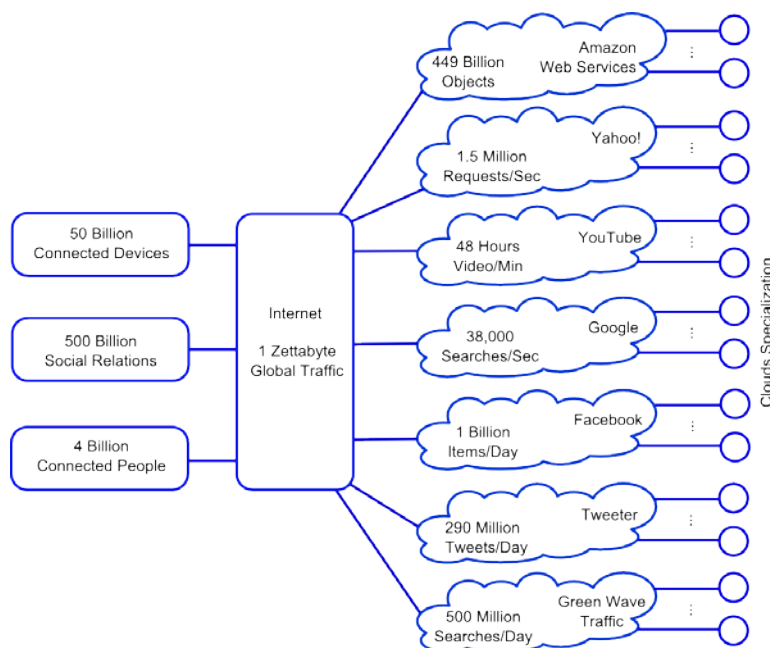 449 Billion
Objects
Amazon
Web Services
1.5 Million
Requests/Sec
Yahoo!
50 Billion
Connected Devices
48 Hours
Video/Min
YouTube
Internet
1 Zettabyte
Global Traffic
500 Billion
Social Relations
38,000
Searches/Sec
Google
4 Billion
Connected People
1 Billion
Items/Day
Facebook
290 Million
Tweets/Day
Tweeter
500 Million
Searches/Day
Green Wave
Traffic
Clouds Specialization